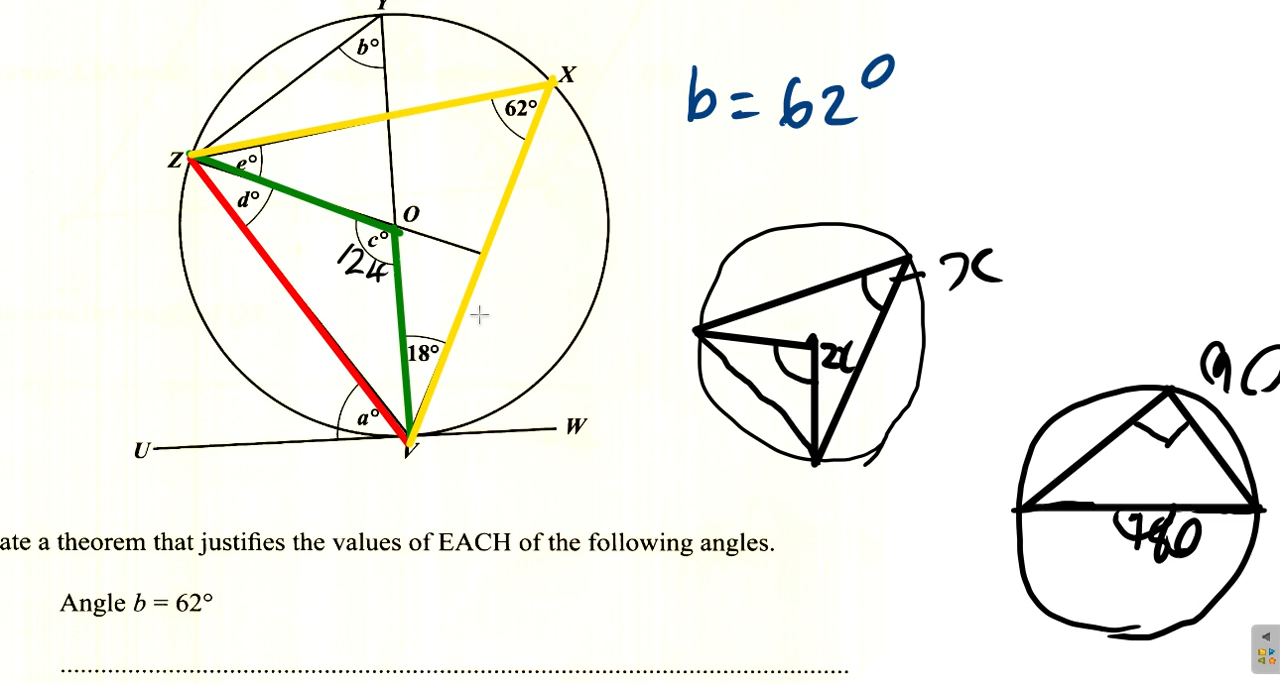 Y
b°
X
b = 62°
62°
Z
e°
d°
O
c°
124
x
2x
18°
90
a°
W
U
V
180
ate a theorem that justifies the values of EACH of the following angles.
Angle b = 62°